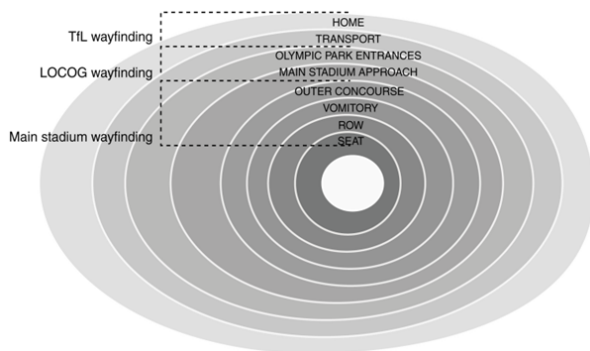 HOME
TfL wayfinding
TRANSPORT
OLYMPIC PARK ENTRANCES
LOCOG wayfinding
MAIN STADIUM APPROACH
OUTER CONCOURSE
VOMITORY
ROW
Main stadium wayfinding
SEAT